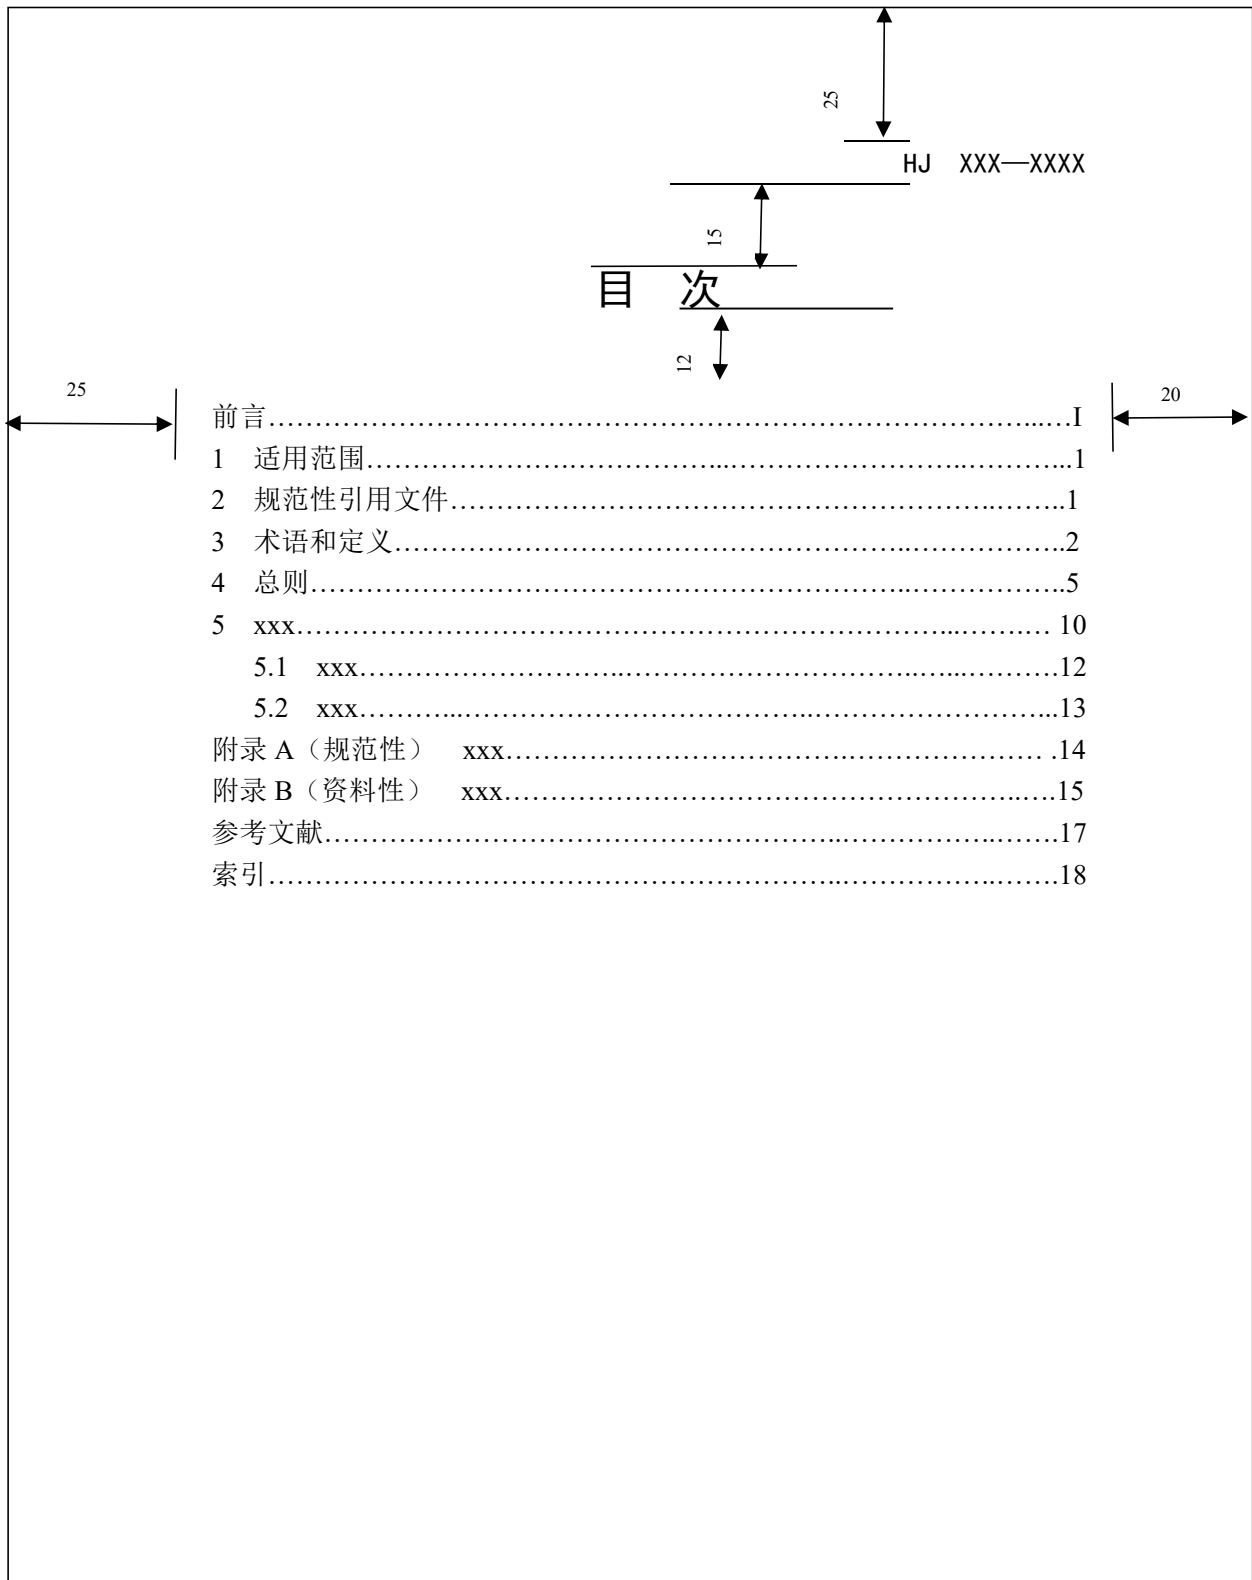 25
HJ　XXX—XXXX
15
目　次
12
25
20
前言……………………………………………………………………………...…I
1　适用范围………………….……………...…………………….………...1
2　规范性引用文件……………………………………………….……..1
3　术语和定义………………………………………………..……………..2
4　总则………………………………………………………..……………..5
5　xxx……………………………………………………………...…….… 10
5.1　xxx………………………..…………………………..…...……….12
5.2　xxx………...……………………………….……………………...13
附录 A（规范性）　xxx……………………………….………………… .14
附录 B（资料性）　xxx……………………………………………….….15
参考文献………………………………………………..…………….…….17
索引……………………………………………………..…………….…….18